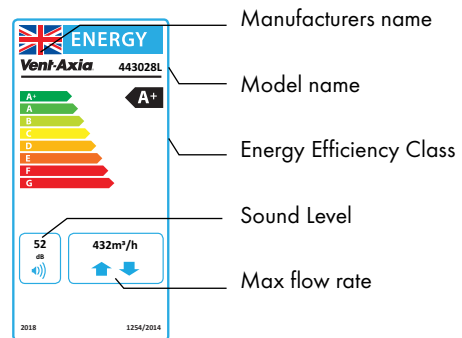 Manufacturers name
ENERGY
Vent-Axia 443028L
Model name
A+
A+
A
B
C
D
E
F
G
Energy Efficiency Class
Sound Level
52
dB
432m³/h
Max flow rate
2018 1254/2014